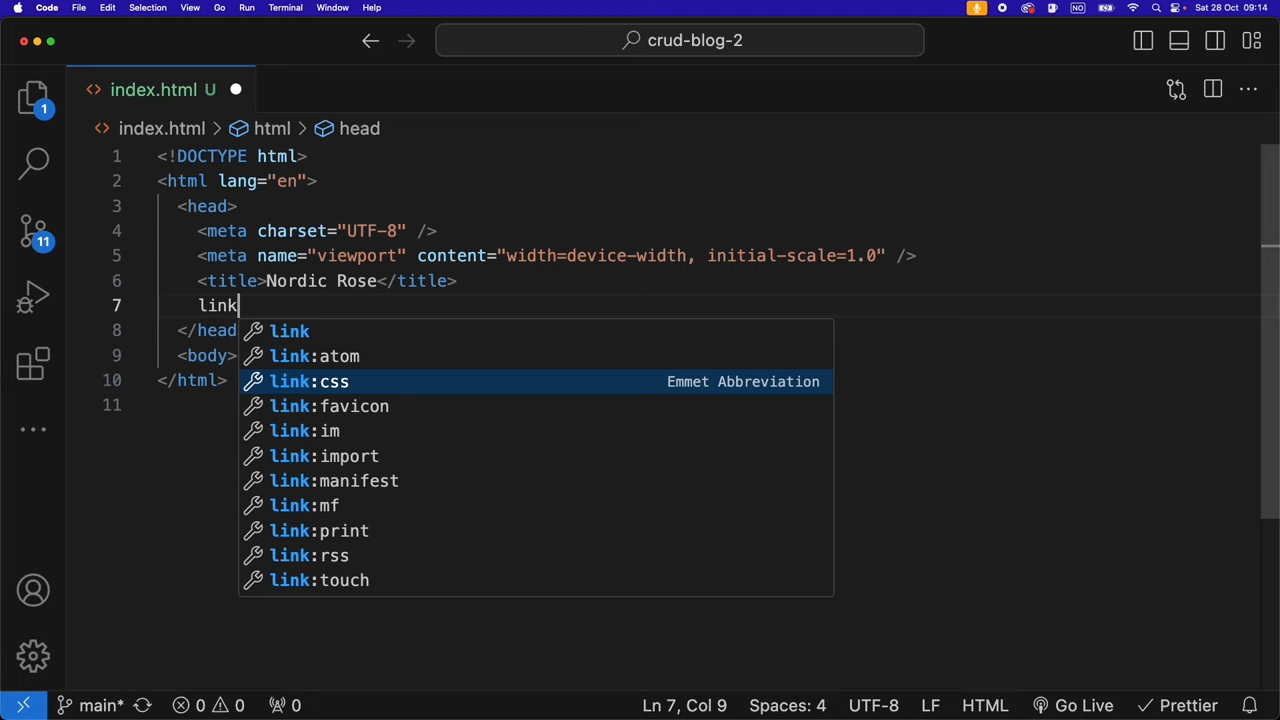 Code File Edit Selection View Go Run Terminal Window Help NO Sat 28 Oct 09:14
crud-blog-2
index.html U
index.html > html > head
1 <!DOCTYPE html>
2 <html lang="en">
3 <head>
4 <meta charset="UTF-8" />
5 <meta name="viewport" content="width=device-width, initial-scale=1.0" />
6 <title>Nordic Rose</title>
7 link
8 </head
9 <body>
10 </html>
11
link
link:atom
link:css Emmet Abbreviation
link:favicon
link:im
link:import
link:manifest
link:mf
link:print
link:rss
link:touch
1
11
main* 0 0 0 Ln 7, Col 9 Spaces: 4 UTF-8 LF HTML Go Live Prettier